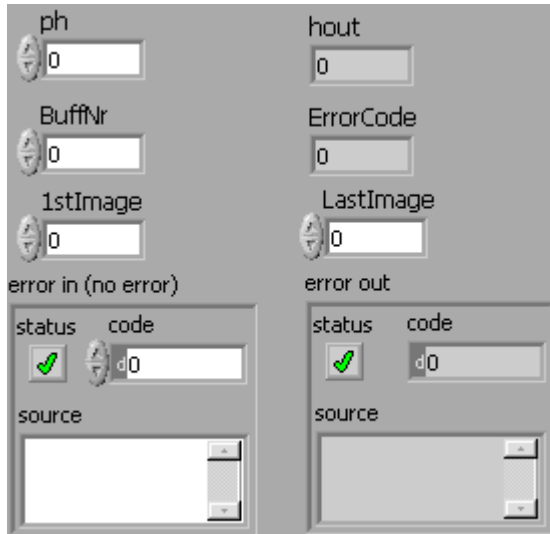 ph
0
hout
0
BuffNr
0
ErrorCode
0
1stImage
0
LastImage
0
error in (no error)
status code
d0
source
error out
status code
d0
source